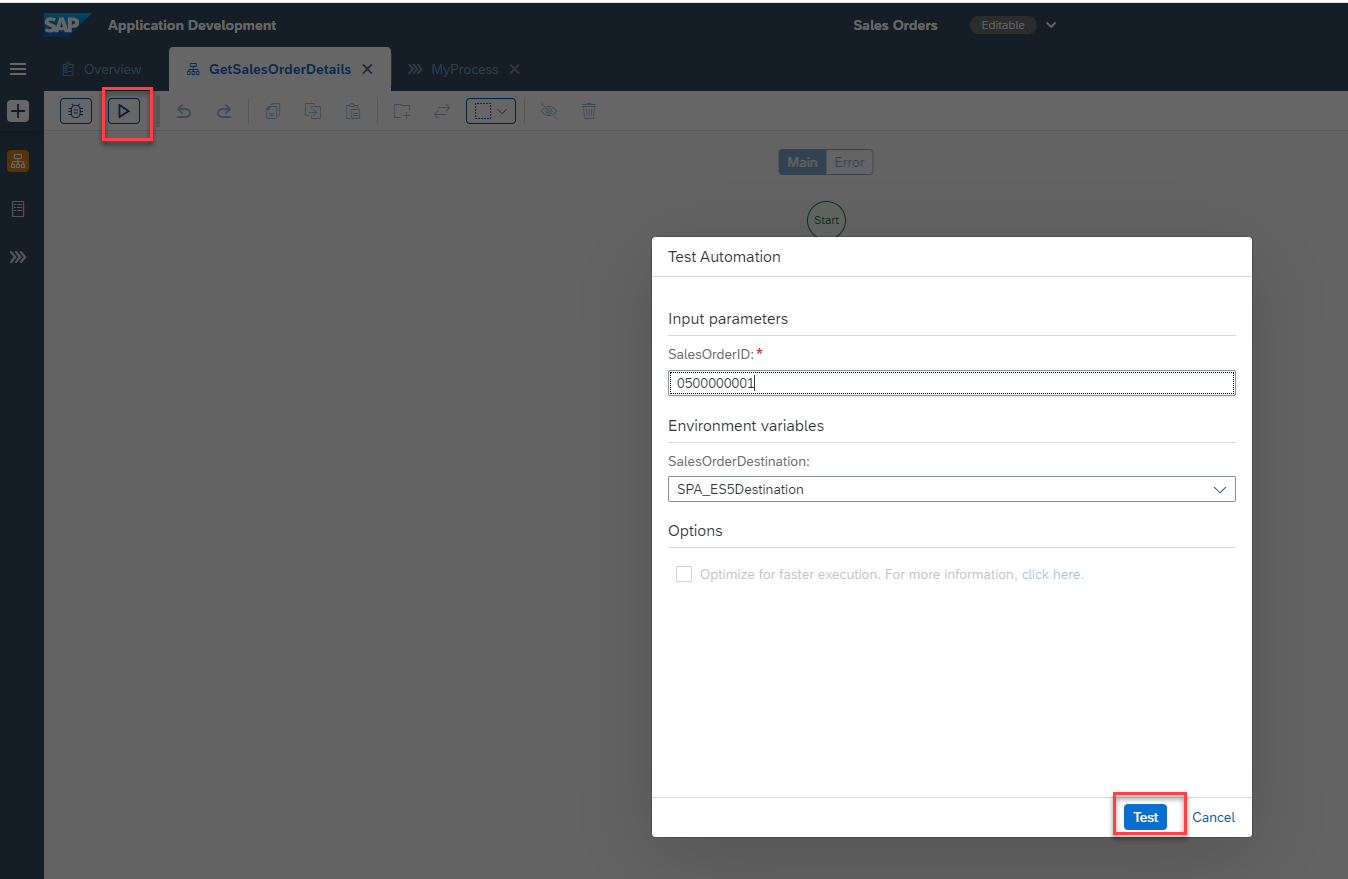 SAP Application Development Sales Orders Editable
Overview GetSalesOrderDetails MyProcess
Main Error
Start
Test Automation
Input parameters
SalesOrderID:*
0500000001
Environment variables
SalesOrderDestination:
SPA_ES5Destination
Options
Optimize for faster execution. For more information, click here.
Test Cancel